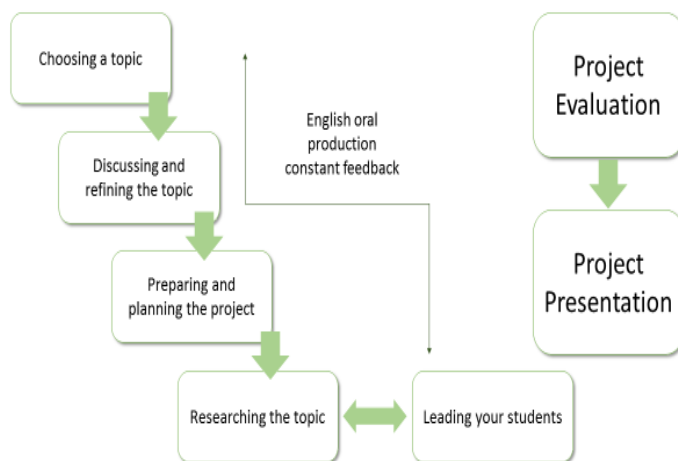 Choosing a topic
Discussing and
refining the topic
Preparing and
planning the project
Researching the topic
Leading your students
English oral
production
constant feedback
Project
Evaluation
Project
Presentation